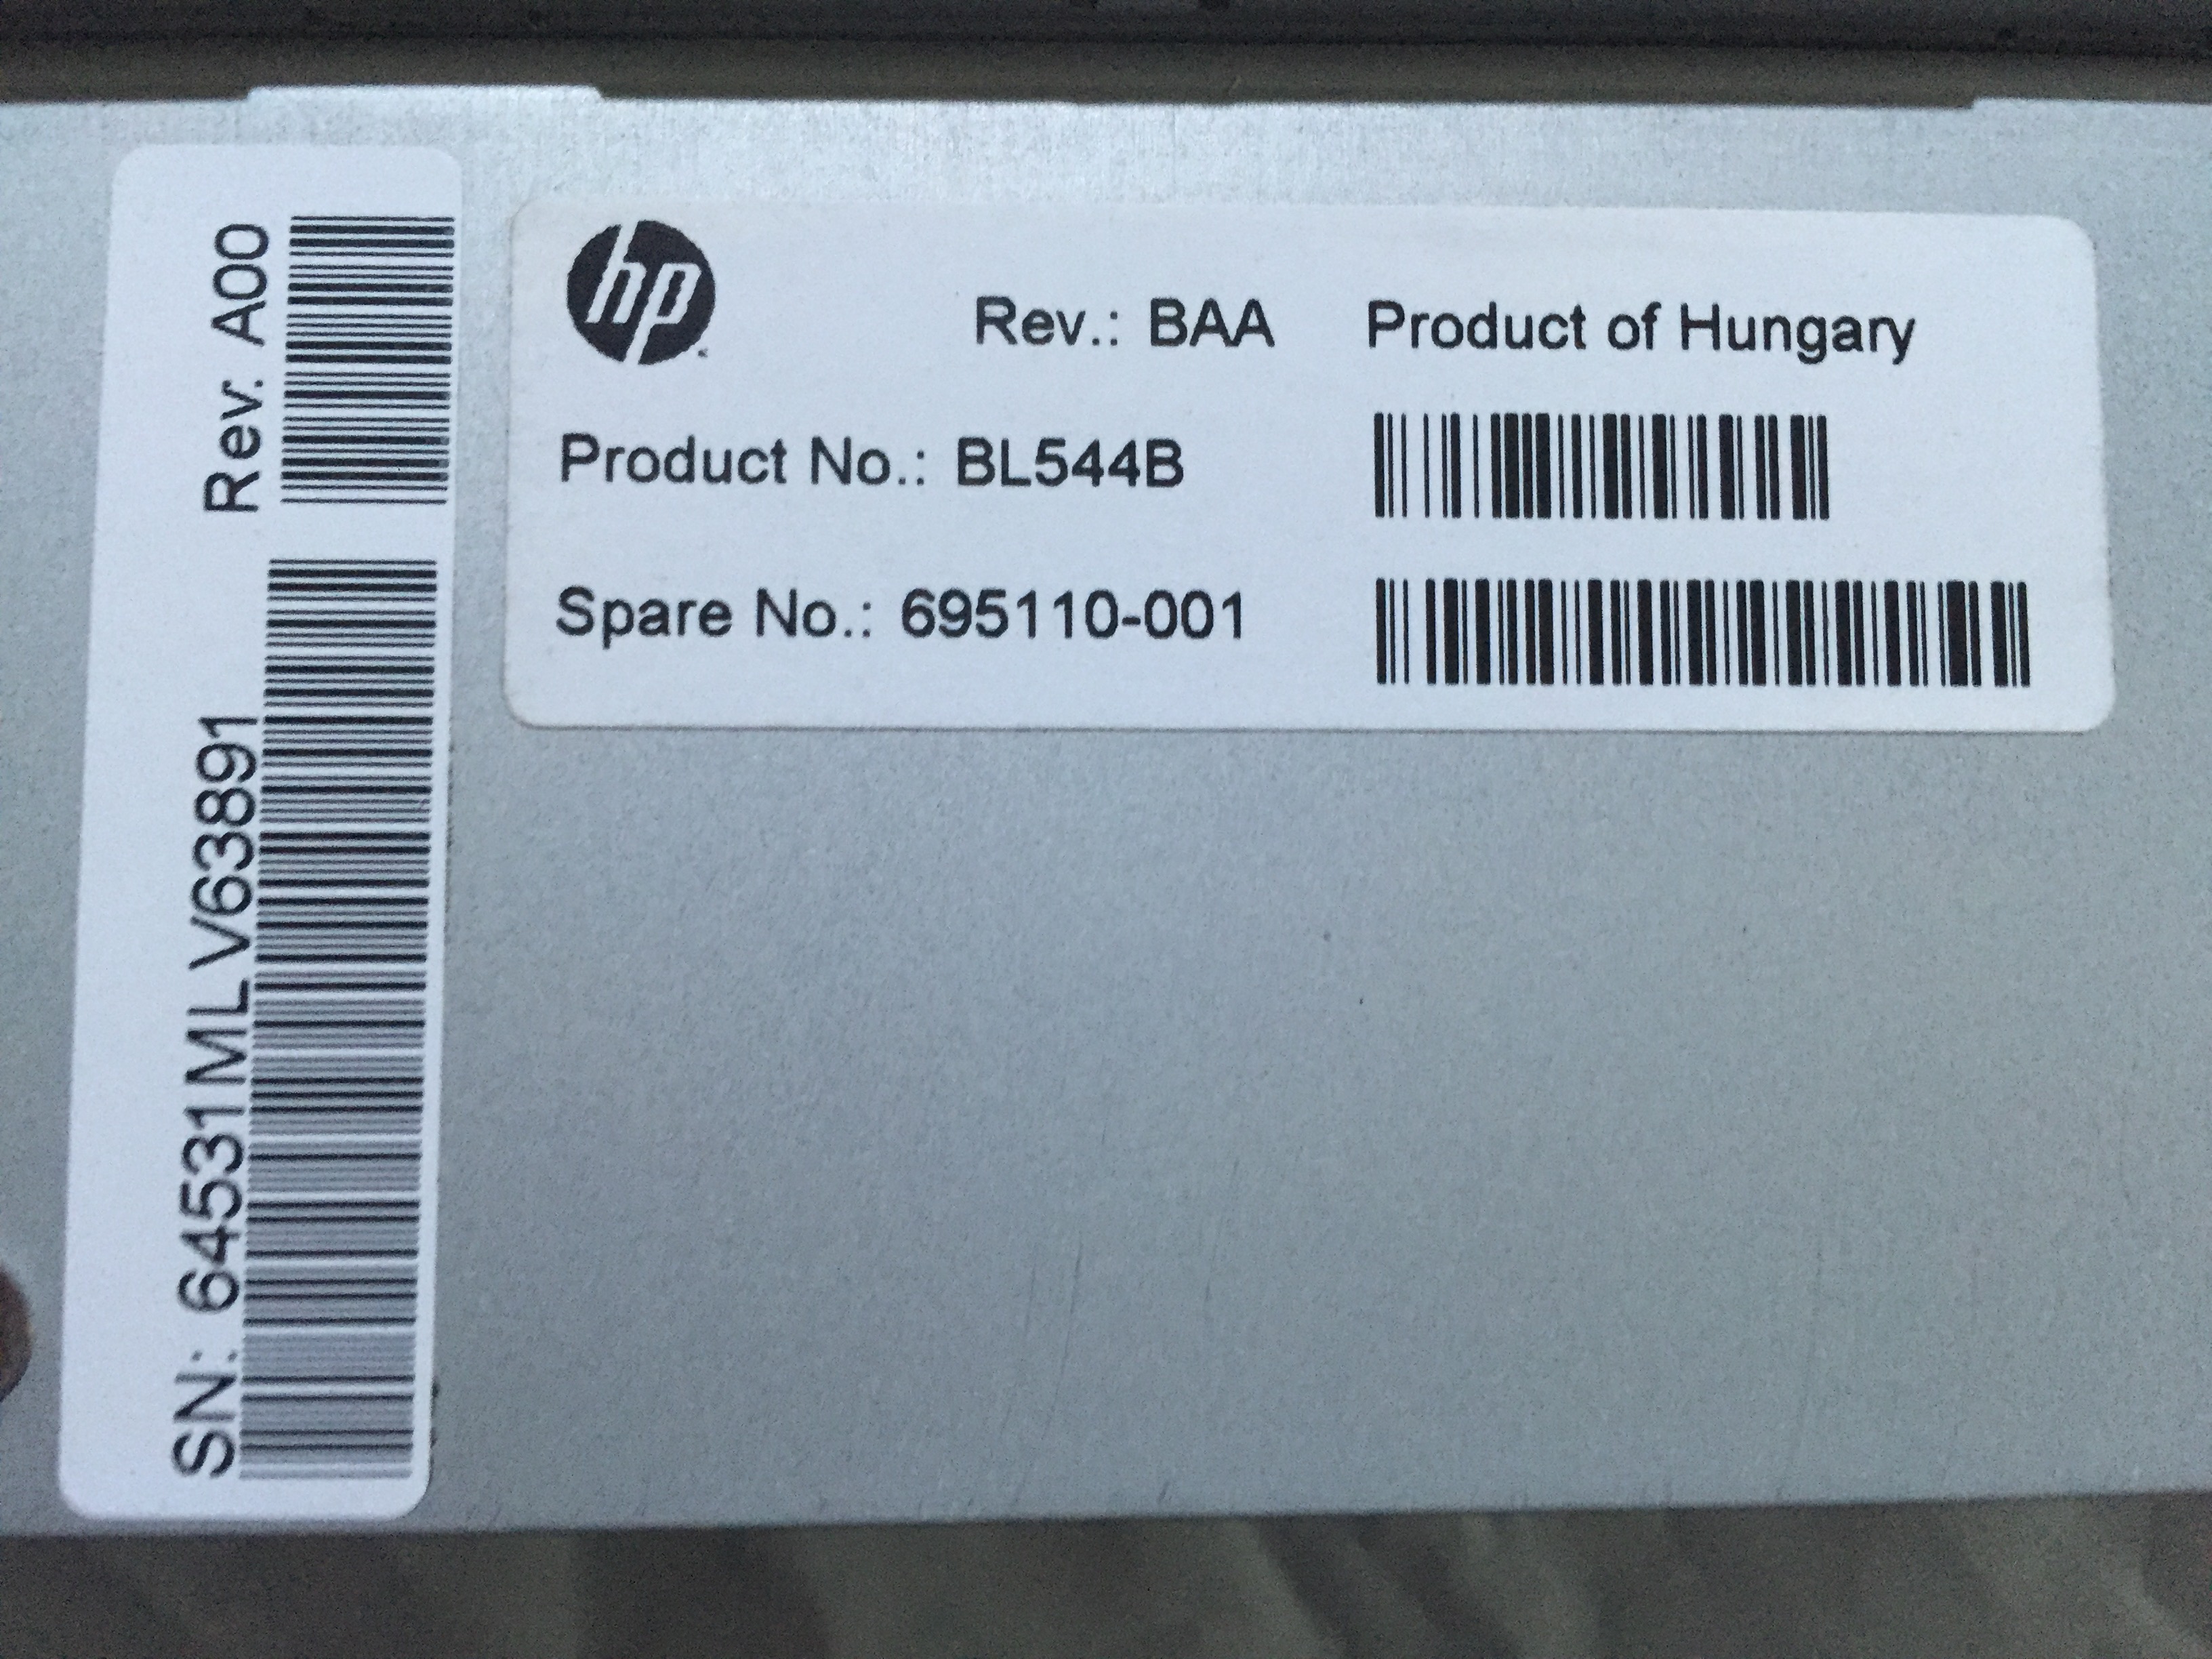 Rev. A00
SN: 64531MLV63891
hp
Rev.: BAA Product of Hungary
Product No.: BL544B
Spare No.: 695110-001